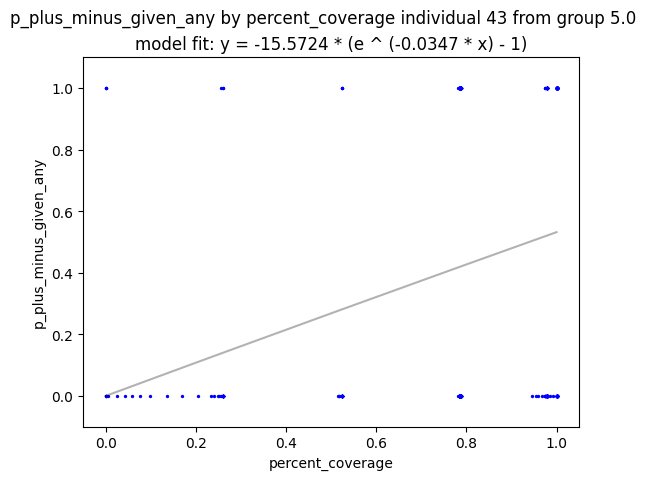 p_plus_minus_given_any by percent_coverage individual 43 from group 5.0
model fit: y = -15.5724 * (e ^ (-0.0347 * x) - 1)
1.0
0.8
0.6
0.4
0.2
0.0
p_plus_minus_given_any
0.0 0.2 0.4 0.6 0.8 1.0
percent_coverage